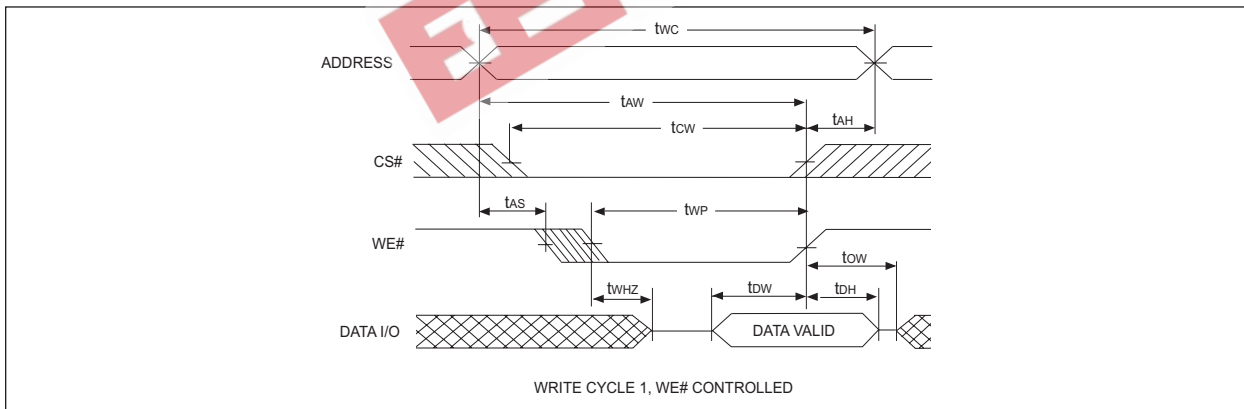 tWC
ADDRESS
tAW
tCW
tAH
CS#
tAS
tWP
WE#
tOW
tWHZ
tDW
tDH
DATA I/O
DATA VALID
WRITE CYCLE 1, WE# CONTROLLED